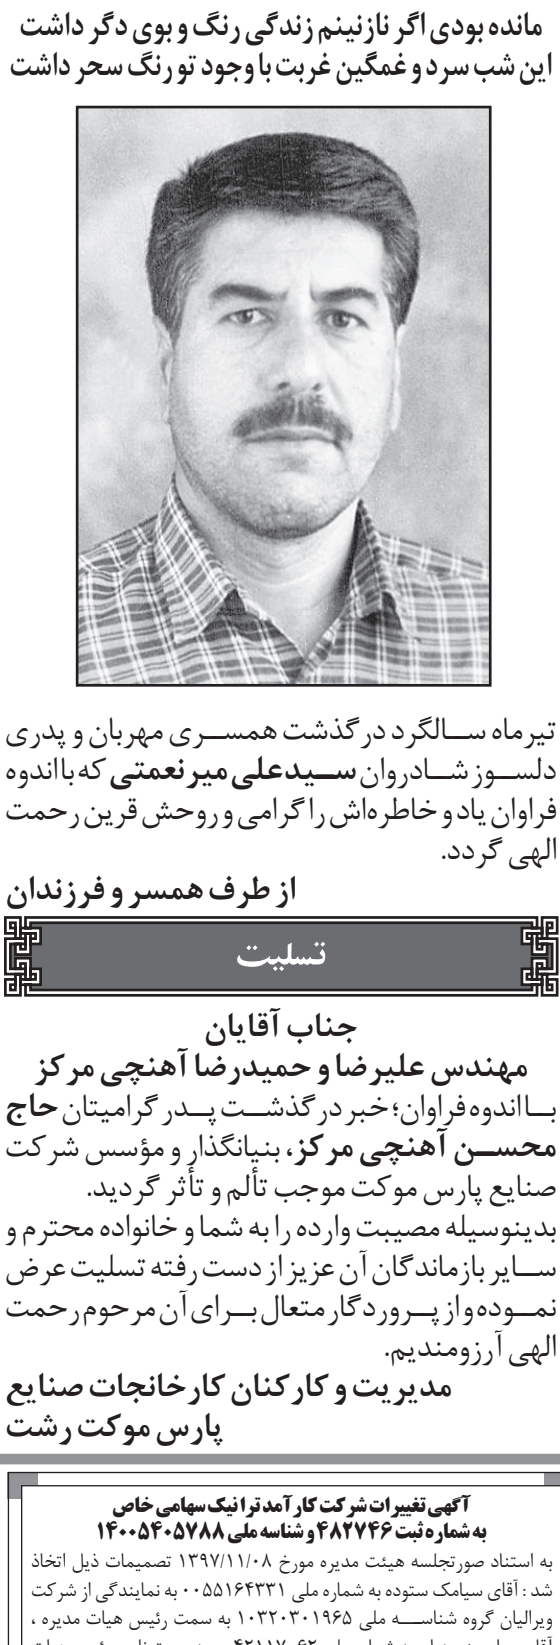 مانده بودی اگر نازنینم زندگی رنگ و بوی دگر داشت
این شب سرد و غمگین غربت با وجود تو رنگ سحر داشت
تیرماه سالگرد درگذشت همسری مهربان و پدری
دلسوز شادروان سیدعلی میرنعمتی که با اندوه
فراوان یاد و خاطره‌اش را گرامی و روحش قرین رحمت
الهی گردد.
از طرف همسر و فرزندان
تسلیت
جناب آقایان
مهندس علیرضا و حمیدرضا آهنچی مرکز
با اندوه فراوان؛ خبر درگذشت پدر گرامیتان حاج
محسن آهنچی مرکز، بنیانگذار و مؤسس شرکت
صنایع پارس موکت موجب تألم و تأثر گردید.
بدینوسیله مصیبت وارده را به شما و خانواده محترم و
سایر بازماندگان آن عزیز از دست رفته تسلیت عرض
نموده و از پروردگار متعال برای آن مرحوم رحمت
الهی آرزومندیم.
مدیریت و کارکنان کارخانجات صنایع
پارس موکت رشت
آگهی تغییرات شرکت کارآمد ترانیک سهامی خاص
به شماره ثبت ۴۸۲۷۴۶ و شناسه ملی ۱۴۰۰۵۴۰۵۷۸۸
به استناد صورتجلسه هیئت مدیره مورخ ۱۳۹۷/۱۱/۰۸ تصمیمات ذیل اتخاذ
شد : آقای سیامک ستوده به شماره ملی ۰۰۵۵۱۶۴۳۳۱ به نمایندگی از شرکت
ویرالیان گروه شناسه ملی ۱۰۳۲۰۳۰۱۹۶۵ به سمت رئیس هیات مدیره ،